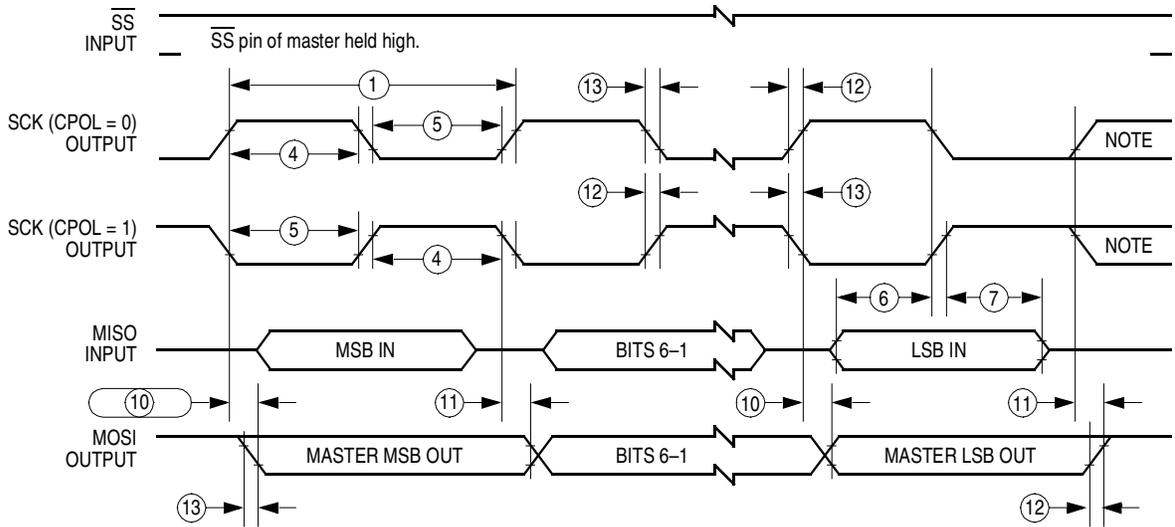 SS
INPUT
SS pin of master held high.
1
13
12
SCK (CPOL = 0)
OUTPUT
5
4
NOTE
12
13
SCK (CPOL = 1)
OUTPUT
5
4
NOTE
6
7
MISO
INPUT
MSB IN
BITS 6–1
LSB IN
10
11
10
11
MOSI
OUTPUT
MASTER MSB OUT
BITS 6–1
MASTER LSB OUT
13
12